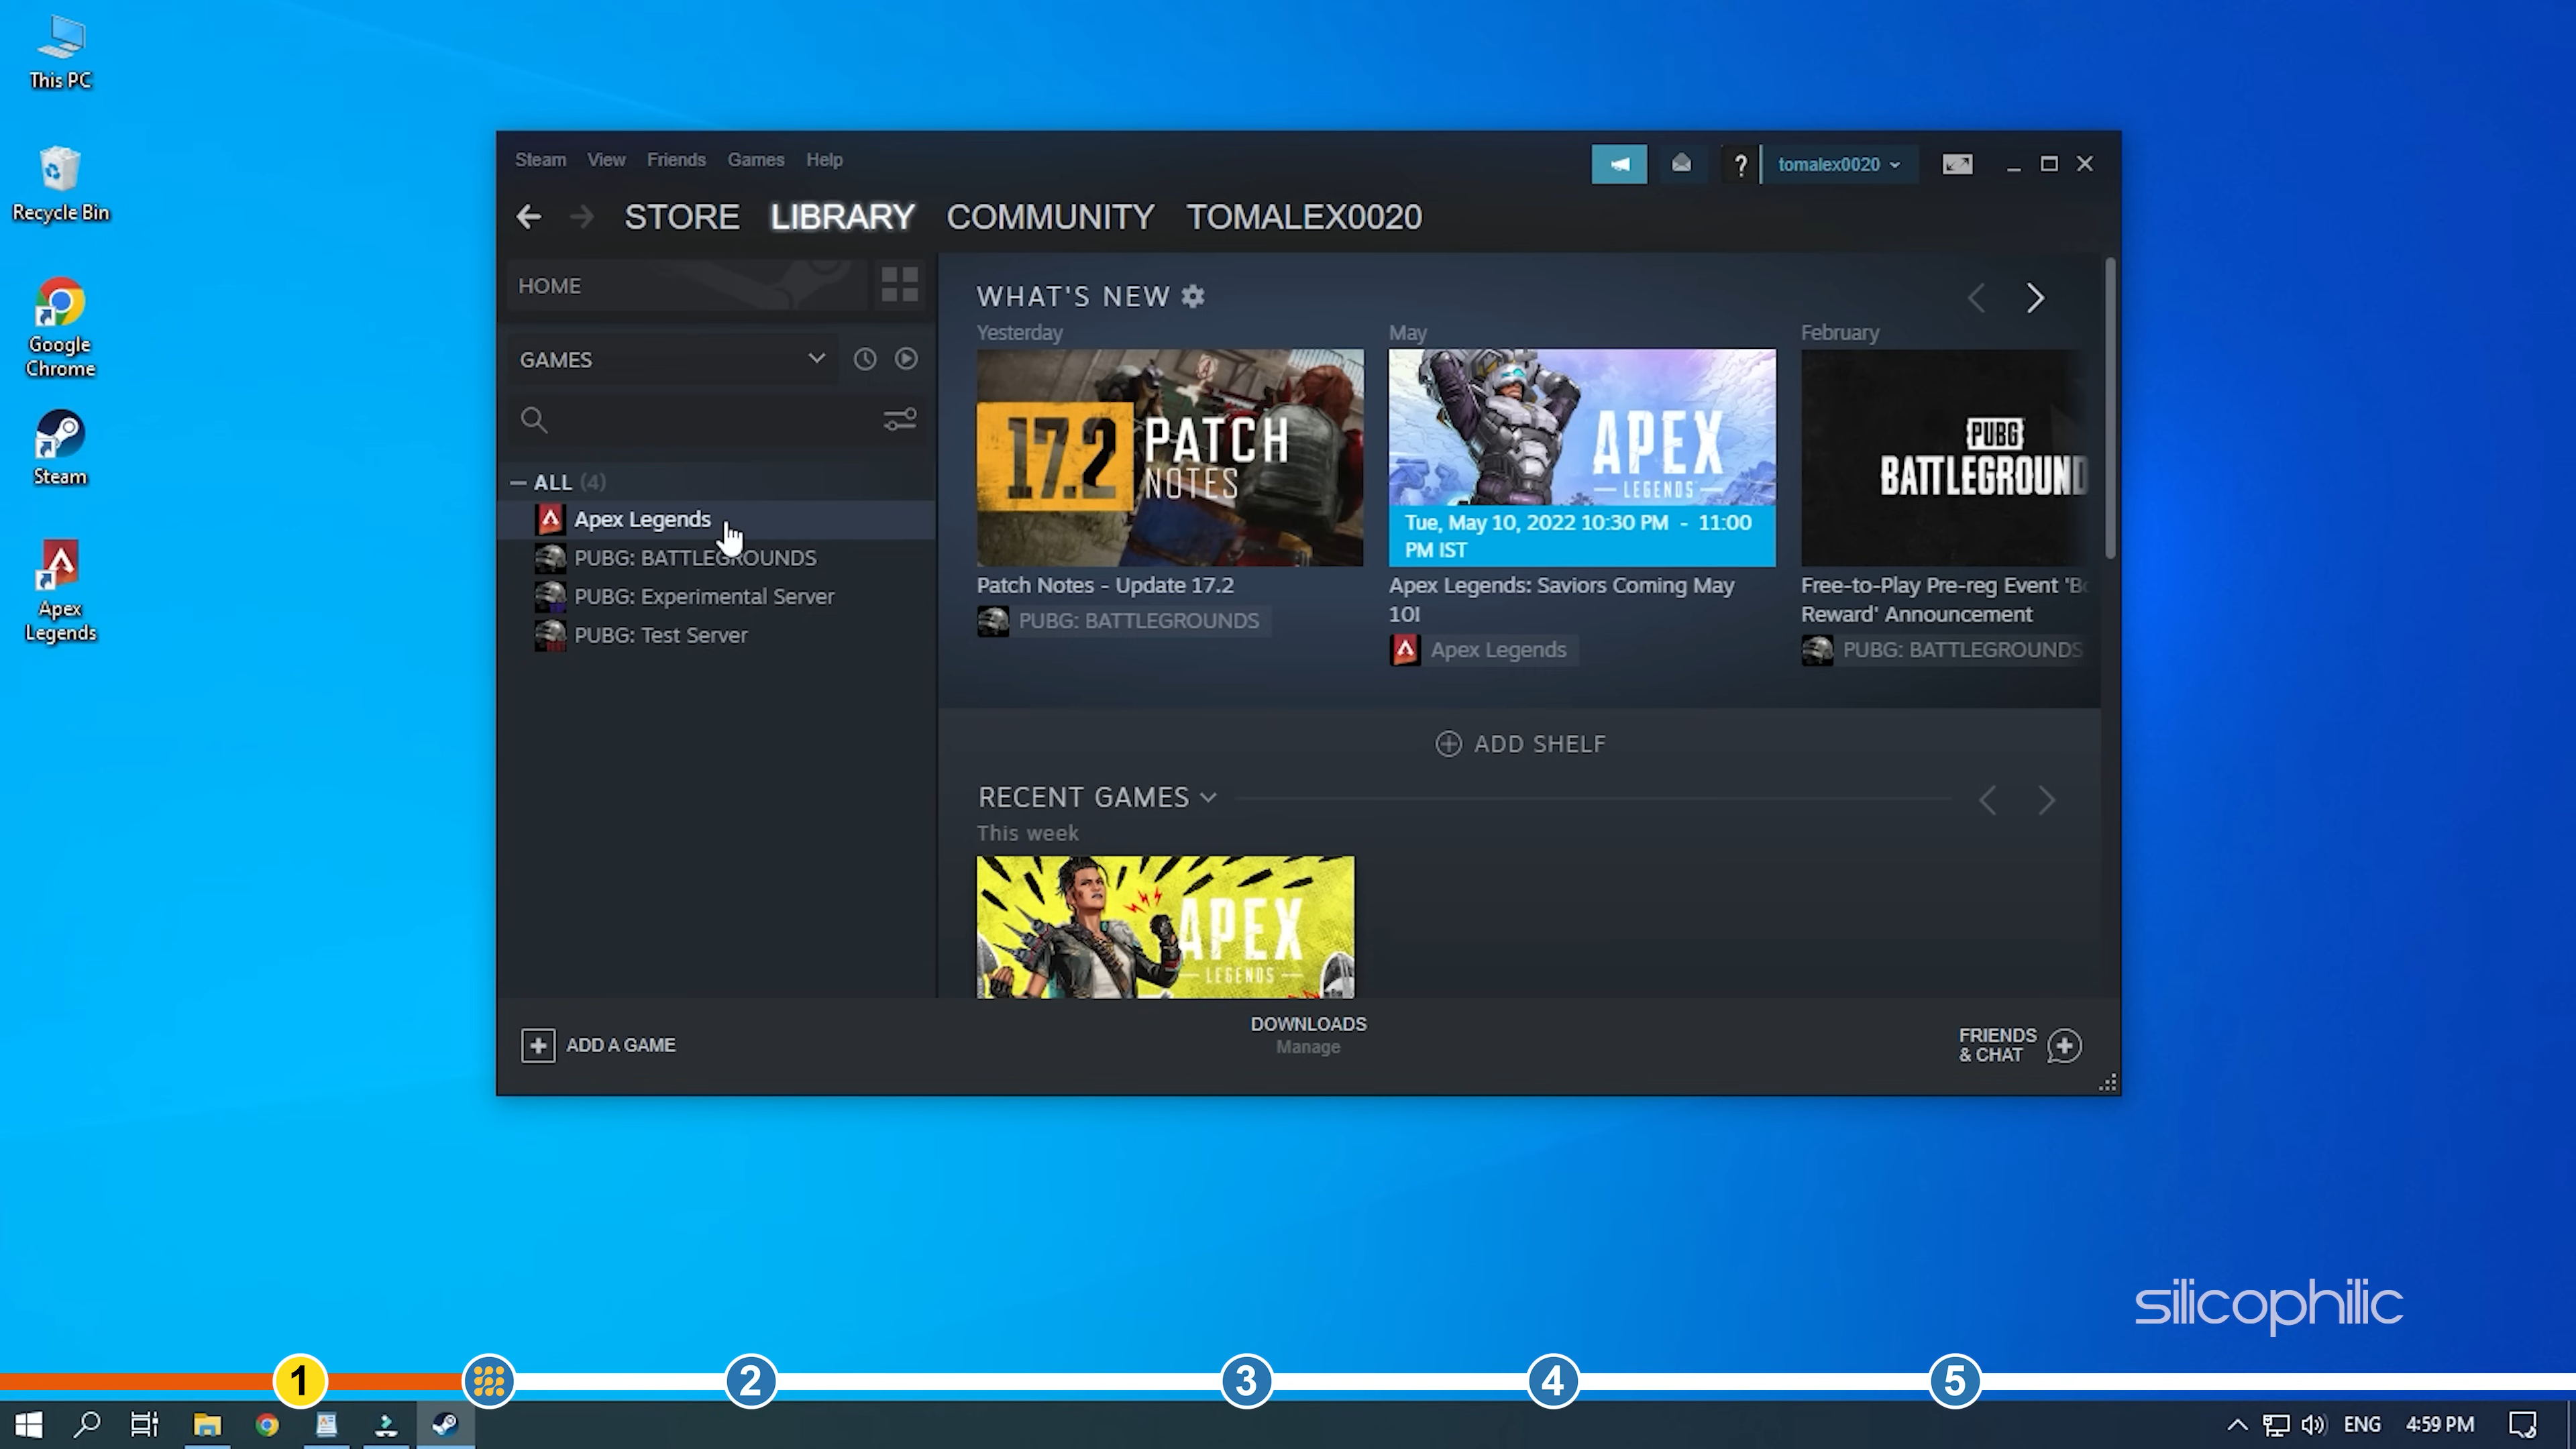 This PC
Recycle Bin
Google
Chrome
Steam
Apex
Legends
Steam View Friends Games Help
? tomalex0020
STORE LIBRARY COMMUNITY TOMALEX0020
HOME
GAMES
ALL (4)
Apex Legends
PUBG: BATTLEGROUNDS
PUBG: Experimental Server
PUBG: Test Server
WHAT'S NEW
Yesterday
17.2 PATCH
NOTES
Patch Notes - Update 17.2
PUBG: BATTLEGROUNDS
May
APEX
LEGENDS
Tue, May 10, 2022 10:30 PM - 11:00
PM IST
Apex Legends: Saviors Coming May
10!
Apex Legends
February
PUBG
BATTLEGROUND
Free-to-Play Pre-reg Event 'Bo
Reward' Announcement
PUBG: BATTLEGROUNDS
ADD SHELF
RECENT GAMES
This week
APEX
LEGENDS
ADD A GAME
DOWNLOADS
Manage
FRIENDS
& CHAT
silicophilic
1 2 3 4 5
ENG 4:59 PM